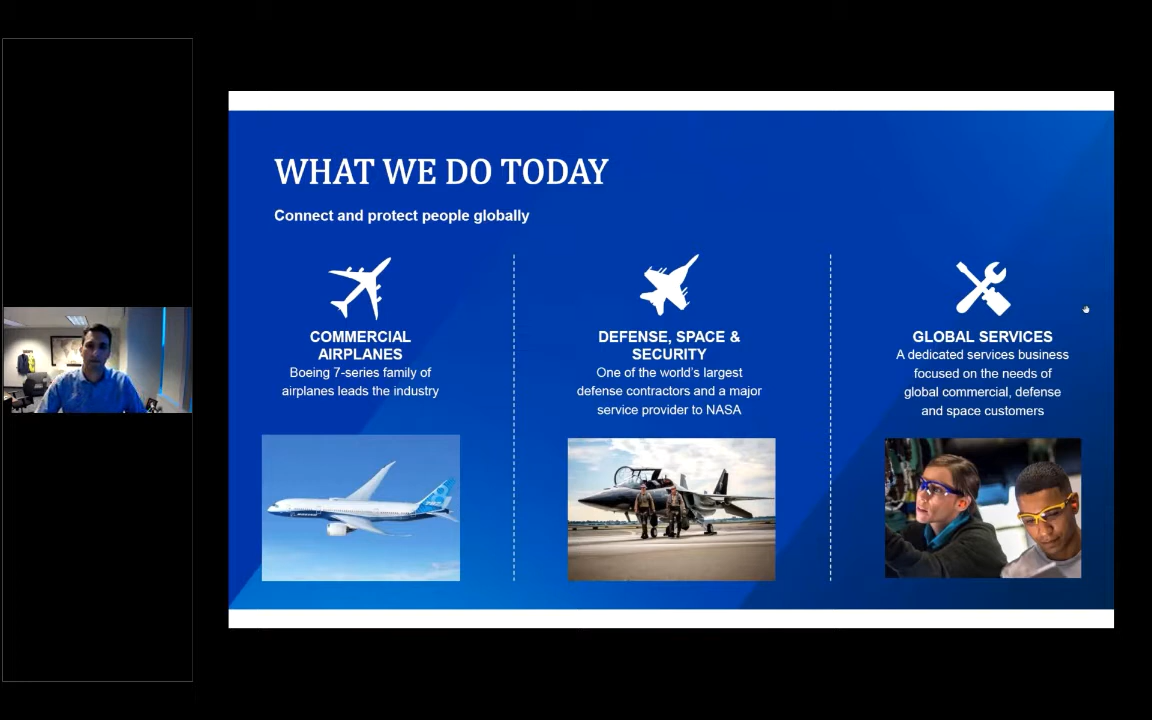 WHAT WE DO TODAY
Connect and protect people globally
COMMERCIAL
AIRPLANES
Boeing 7-series family of
airplanes leads the industry
DEFENSE, SPACE &
SECURITY
One of the world's largest
defense contractors and a major
service provider to NASA
GLOBAL SERVICES
A dedicated services business
focused on the needs of
global commercial, defense
and space customers